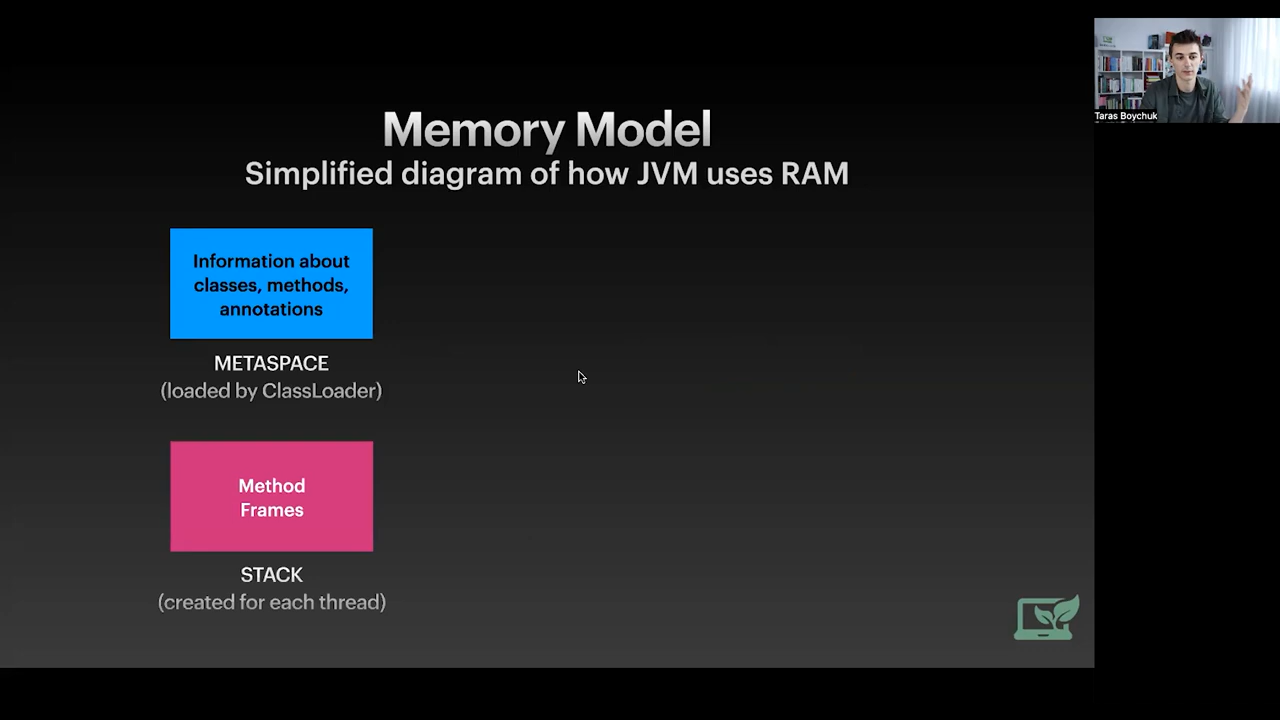 Taras Boychuk
Memory Model
Simplified diagram of how JVM uses RAM
Information about
classes, methods,
annotations
METASPACE
(loaded by ClassLoader)
Method
Frames
STACK
(created for each thread)